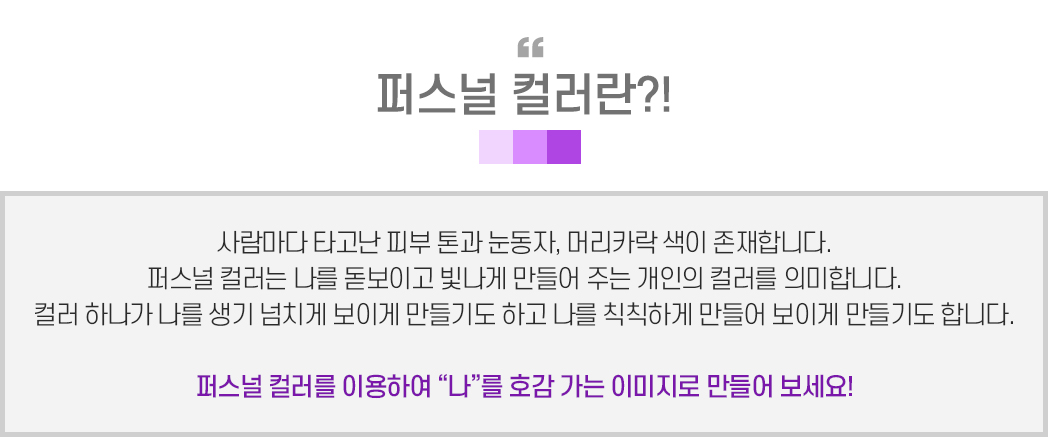 “
퍼스널 컬러란?!
사람마다 타고난 피부 톤과 눈동자, 머리카락 색이 존재합니다.
퍼스널 컬러는 나를 돋보이고 빛나게 만들어 주는 개인의 컬러를 의미합니다.
컬러 하나가 나를 생기 넘치게 보이게 만들기도 하고 나를 칙칙하게 만들어 보이게 만들기도 합니다.
퍼스널 컬러를 이용하여 “나”를 호감 가는 이미지로 만들어 보세요!